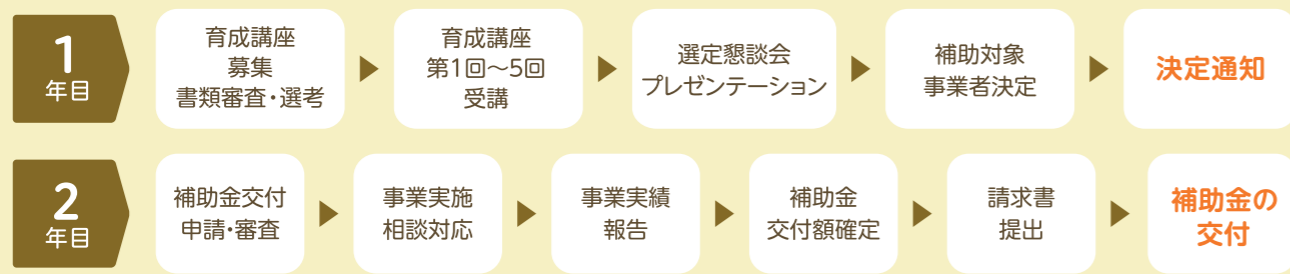 1
年目
育成講座
募集
書類審査・選考
育成講座
第1回〜5回
受講
選定懇談会
プレゼンテーション
補助対象
事業者決定
決定通知
2
年目
補助金交付
申請・審査
事業実施
相談対応
事業実績
報告
補助金
交付額確定
請求書
提出
補助金の
交付